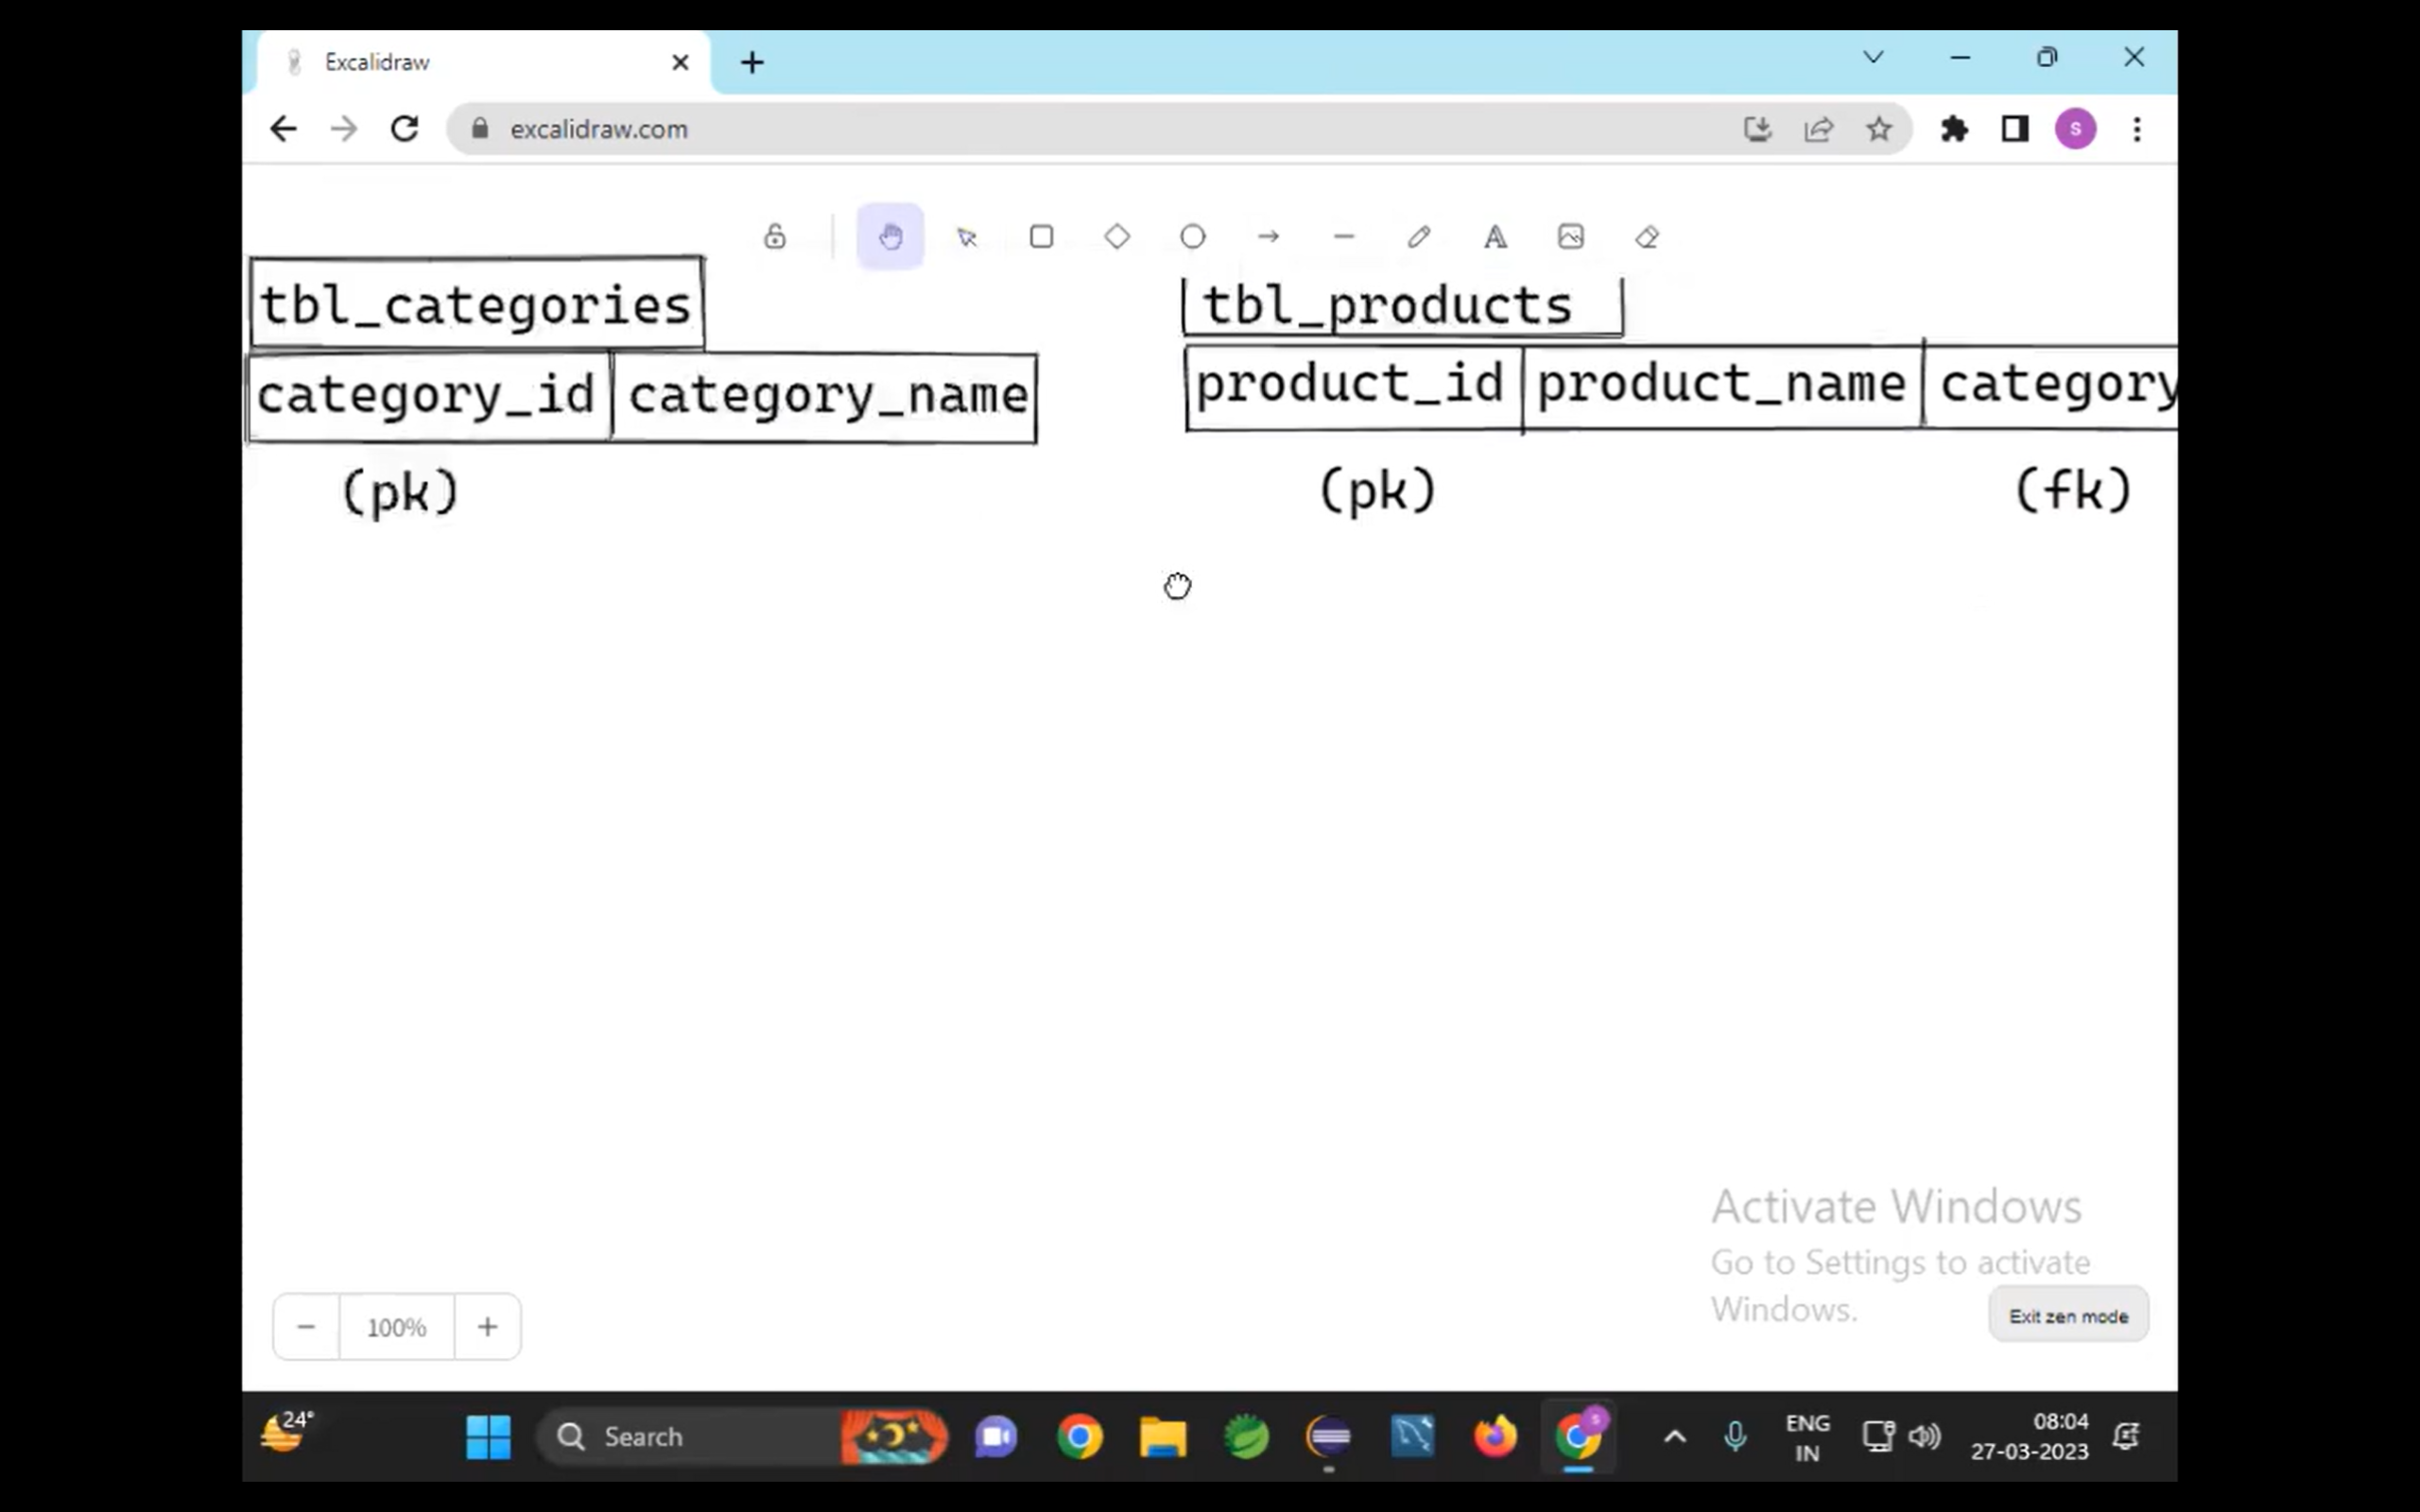 Excalidraw
excalidraw.com
S
tbl_categories
tbl_products
category_id category_name
product_id product_name category
(pk)
(pk)
(fk)
Activate Windows
Go to Settings to activate
Windows.
Exit zen mode
100%
24°
Search
S
ENG
IN
08:04
27-03-2023